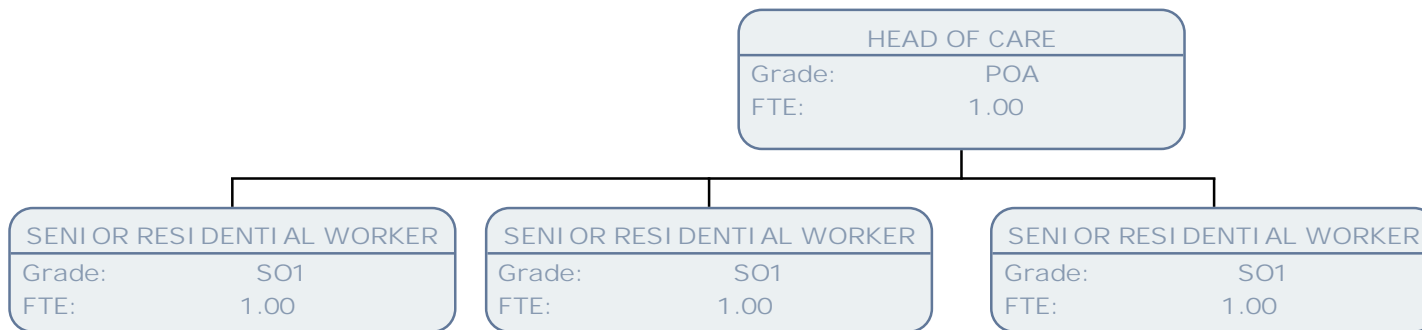 HEAD OF CARE
Grade: POA
FTE: 1.00
SENIOR RESIDENTIAL WORKER
Grade: SO1
FTE: 1.00
SENIOR RESIDENTIAL WORKER
Grade: SO1
FTE: 1.00
SENIOR RESIDENTIAL WORKER
Grade: SO1
FTE: 1.00